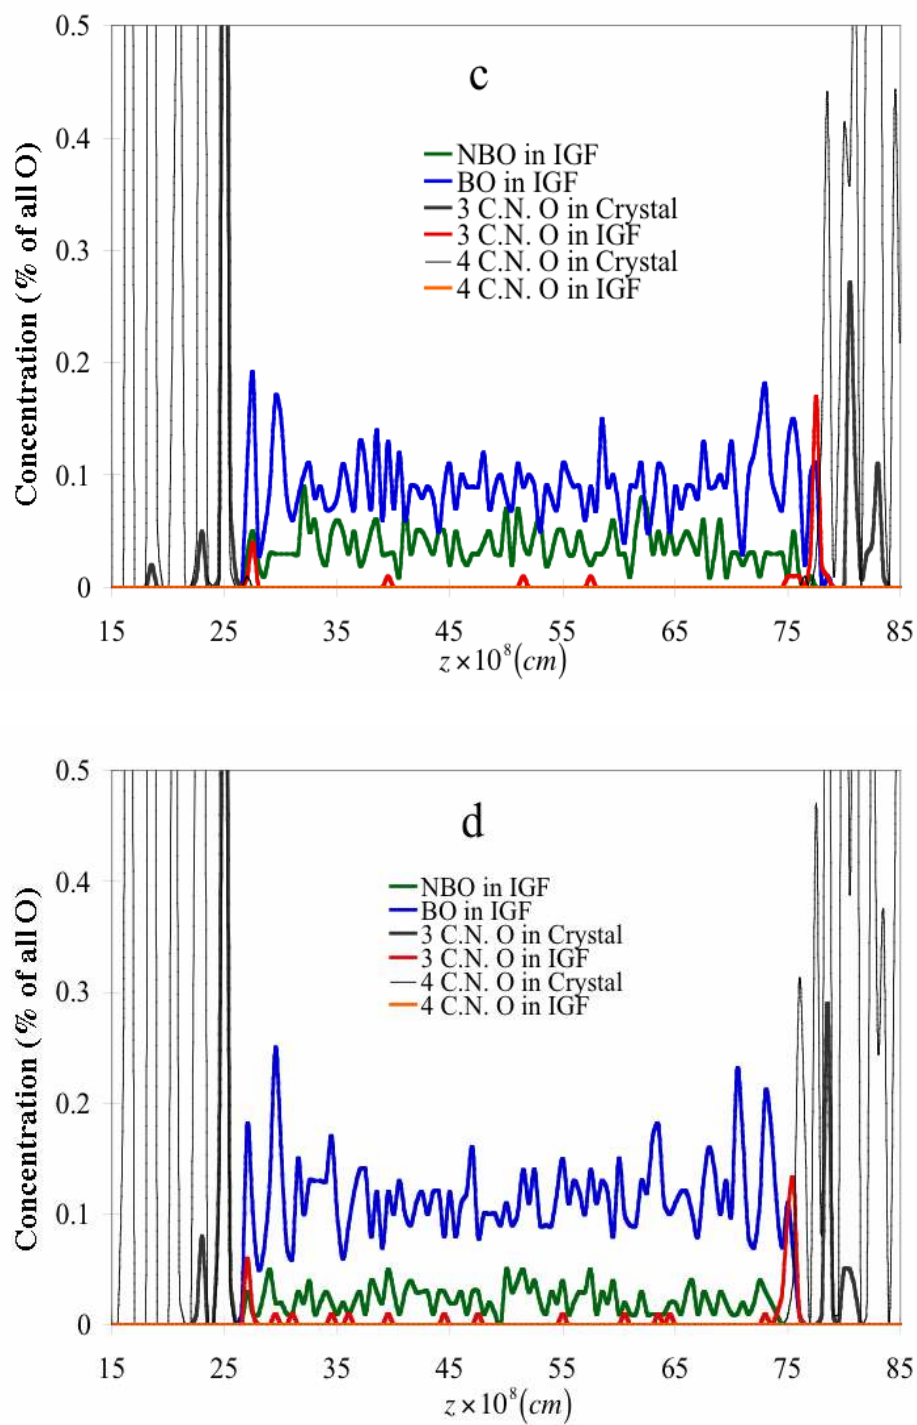 0.5
c
0.4
NBO in IGF
BO in IGF
3 C.N. O in Crystal
0.3
3 C.N. O in IGF
4 C.N. O in Crystal
4 C.N. O in IGF
0.2
0.1
0
Concentration (% of all O)
15 25 35 45 55 65 75 85
z×10⁸(cm)
0.5
d
0.4
NBO in IGF
BO in IGF
3 C.N. O in Crystal
0.3
3 C.N. O in IGF
4 C.N. O in Crystal
4 C.N. O in IGF
0.2
0.1
0
Concentration (% of all O)
15 25 35 45 55 65 75 85
z×10⁸(cm)